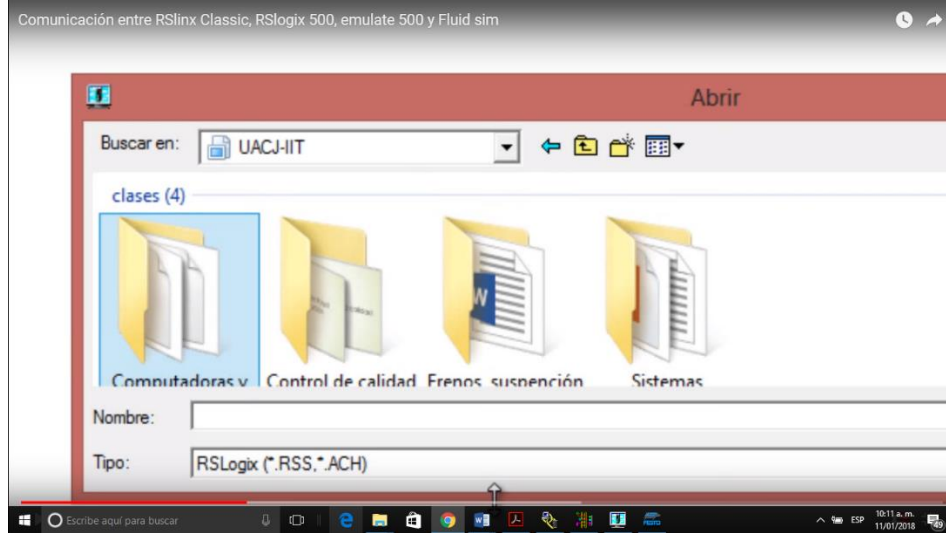 Comunicación entre RSlinx Classic, RSlogix 500, emulate 500 y Fluid sim
Abrir
Buscar en: UACJ-IIT
clases (4)
Computadoras y Control de calidad Frenos, suspención Sistemas
Nombre:
Tipo: RSLogix (*.RSS,*.ACH)
Escribe aquí para buscar
ESP 10:11 a. m.
11/01/2018
49